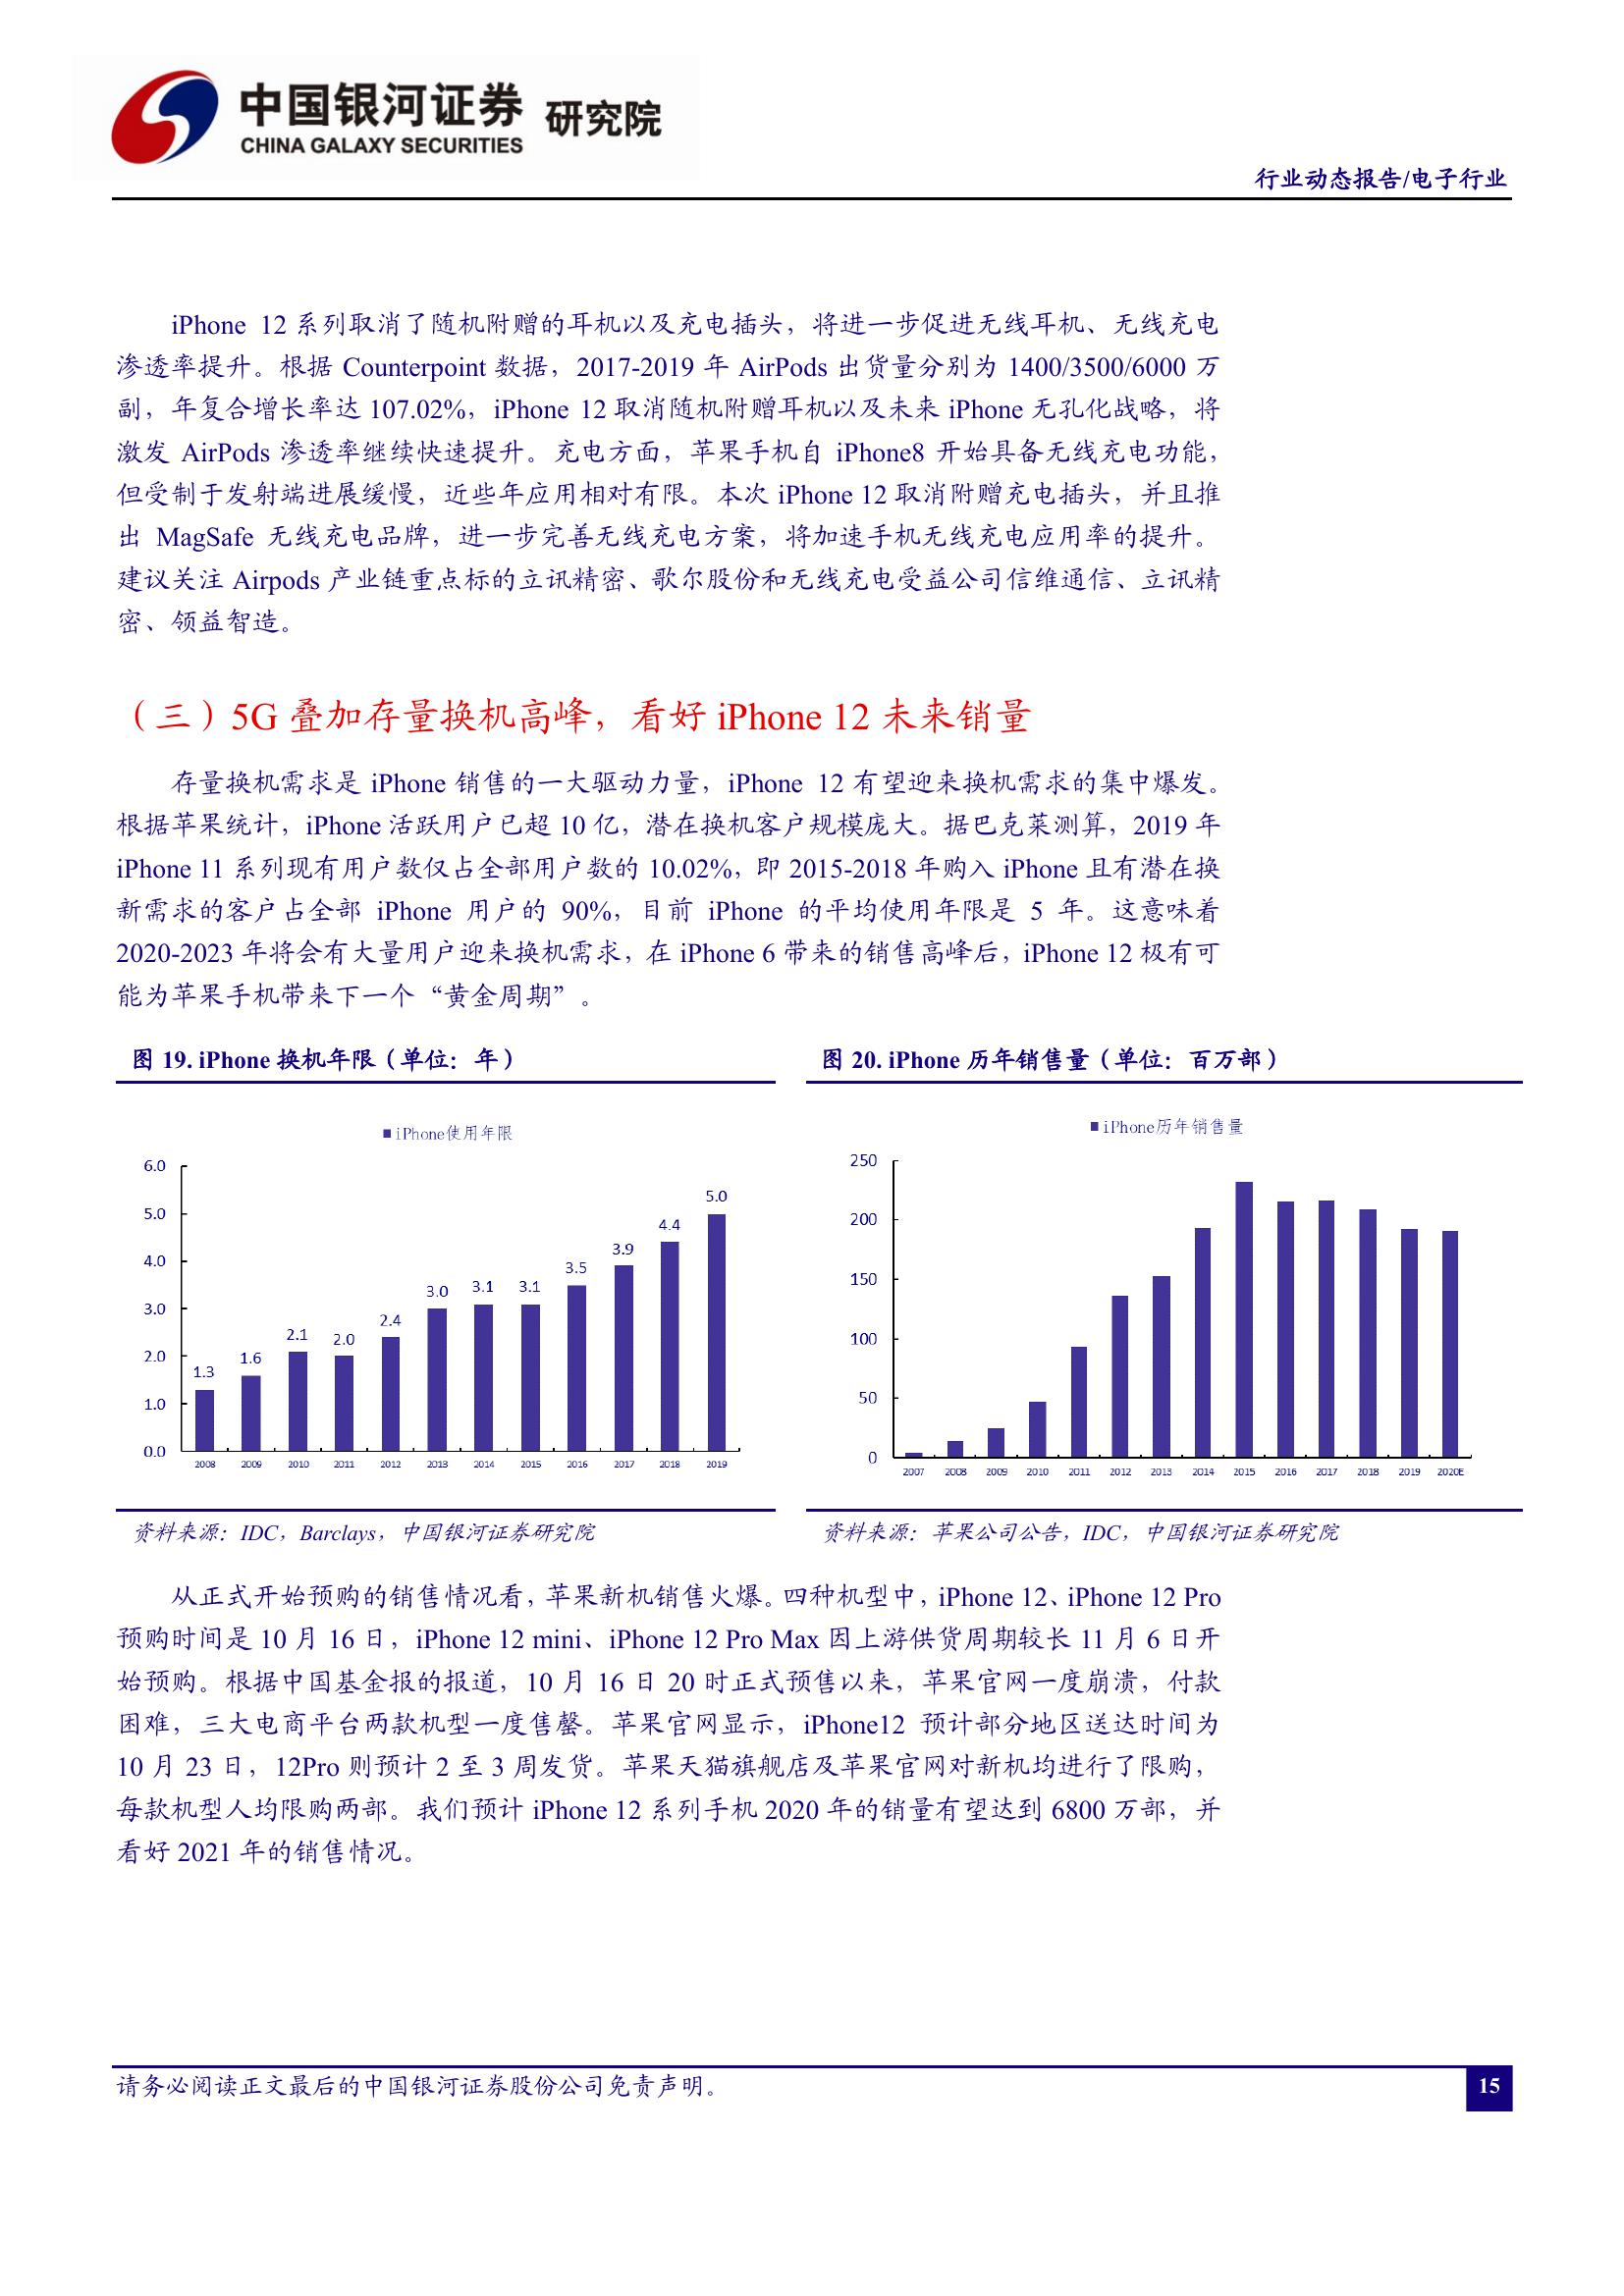 中国银河证券 研究院
CHINA GALAXY SECURITIES
行业动态报告/电子行业
iPhone 12 系列取消了随机附赠的耳机以及充电插头，将进一步促进无线耳机、无线充电
渗透率提升。根据 Counterpoint 数据，2017-2019 年 AirPods 出货量分别为 1400/3500/6000 万
副，年复合增长率达 107.02%，iPhone 12 取消随机附赠耳机以及未来 iPhone 无孔化战略，将
激发 AirPods 渗透率继续快速提升。充电方面，苹果手机自 iPhone8 开始具备无线充电功能，
但受制于发射端进展缓慢，近些年应用相对有限。本次 iPhone 12 取消附赠充电插头，并且推
出 MagSafe 无线充电品牌，进一步完善无线充电方案，将加速手机无线充电应用率的提升。
建议关注 Airpods 产业链重点标的立讯精密、歌尔股份和无线充电受益公司信维通信、立讯精
密、领益智造。
（三）5G 叠加存量换机高峰，看好 iPhone 12 未来销量
存量换机需求是 iPhone 销售的一大驱动力量，iPhone 12 有望迎来换机需求的集中爆发。
根据苹果统计，iPhone 活跃用户已超 10 亿，潜在换机客户规模庞大。据巴克莱测算，2019 年
iPhone 11 系列现有用户数仅占全部用户数的 10.02%，即 2015-2018 年购入 iPhone 且有潜在换
新需求的客户占全部 iPhone 用户的 90%，目前 iPhone 的平均使用年限是 5 年。这意味着
2020-2023 年将会有大量用户迎来换机需求，在 iPhone 6 带来的销售高峰后，iPhone 12 极有可
能为苹果手机带来下一个“黄金周期”。
图 19. iPhone 换机年限（单位：年）
iPhone使用年限
6.0
5.0
4.0
3.0
2.0
1.0
0.0
1.3 1.6 2.1 2.0 2.4 3.0 3.1 3.1 3.5 3.9 4.4 5.0
2008 2009 2010 2011 2012 2013 2014 2015 2016 2017 2018 2019
资料来源：IDC，Barclays，中国银河证券研究院
图 20. iPhone 历年销售量（单位：百万部）
iPhone历年销售量
250
200
150
100
50
0
2007 2008 2009 2010 2011 2012 2013 2014 2015 2016 2017 2018 2019 2020E
资料来源：苹果公司公告，IDC，中国银河证券研究院
从正式开始预购的销售情况看，苹果新机销售火爆。四种机型中，iPhone 12、iPhone 12 Pro
预购时间是 10 月 16 日，iPhone 12 mini、iPhone 12 Pro Max 因上游供货周期较长 11 月 6 日开
始预购。根据中国基金报的报道，10 月 16 日 20 时正式预售以来，苹果官网一度崩溃，付款
困难，三大电商平台两款机型一度售罄。苹果官网显示，iPhone12 预计部分地区送达时间为
10 月 23 日，12Pro 则预计 2 至 3 周发货。苹果天猫旗舰店及苹果官网对新机均进行了限购，
每款机型人均限购两部。我们预计 iPhone 12 系列手机 2020 年的销量有望达到 6800 万部，并
看好 2021 年的销售情况。
请务必阅读正文最后的中国银河证券股份公司免责声明。
15